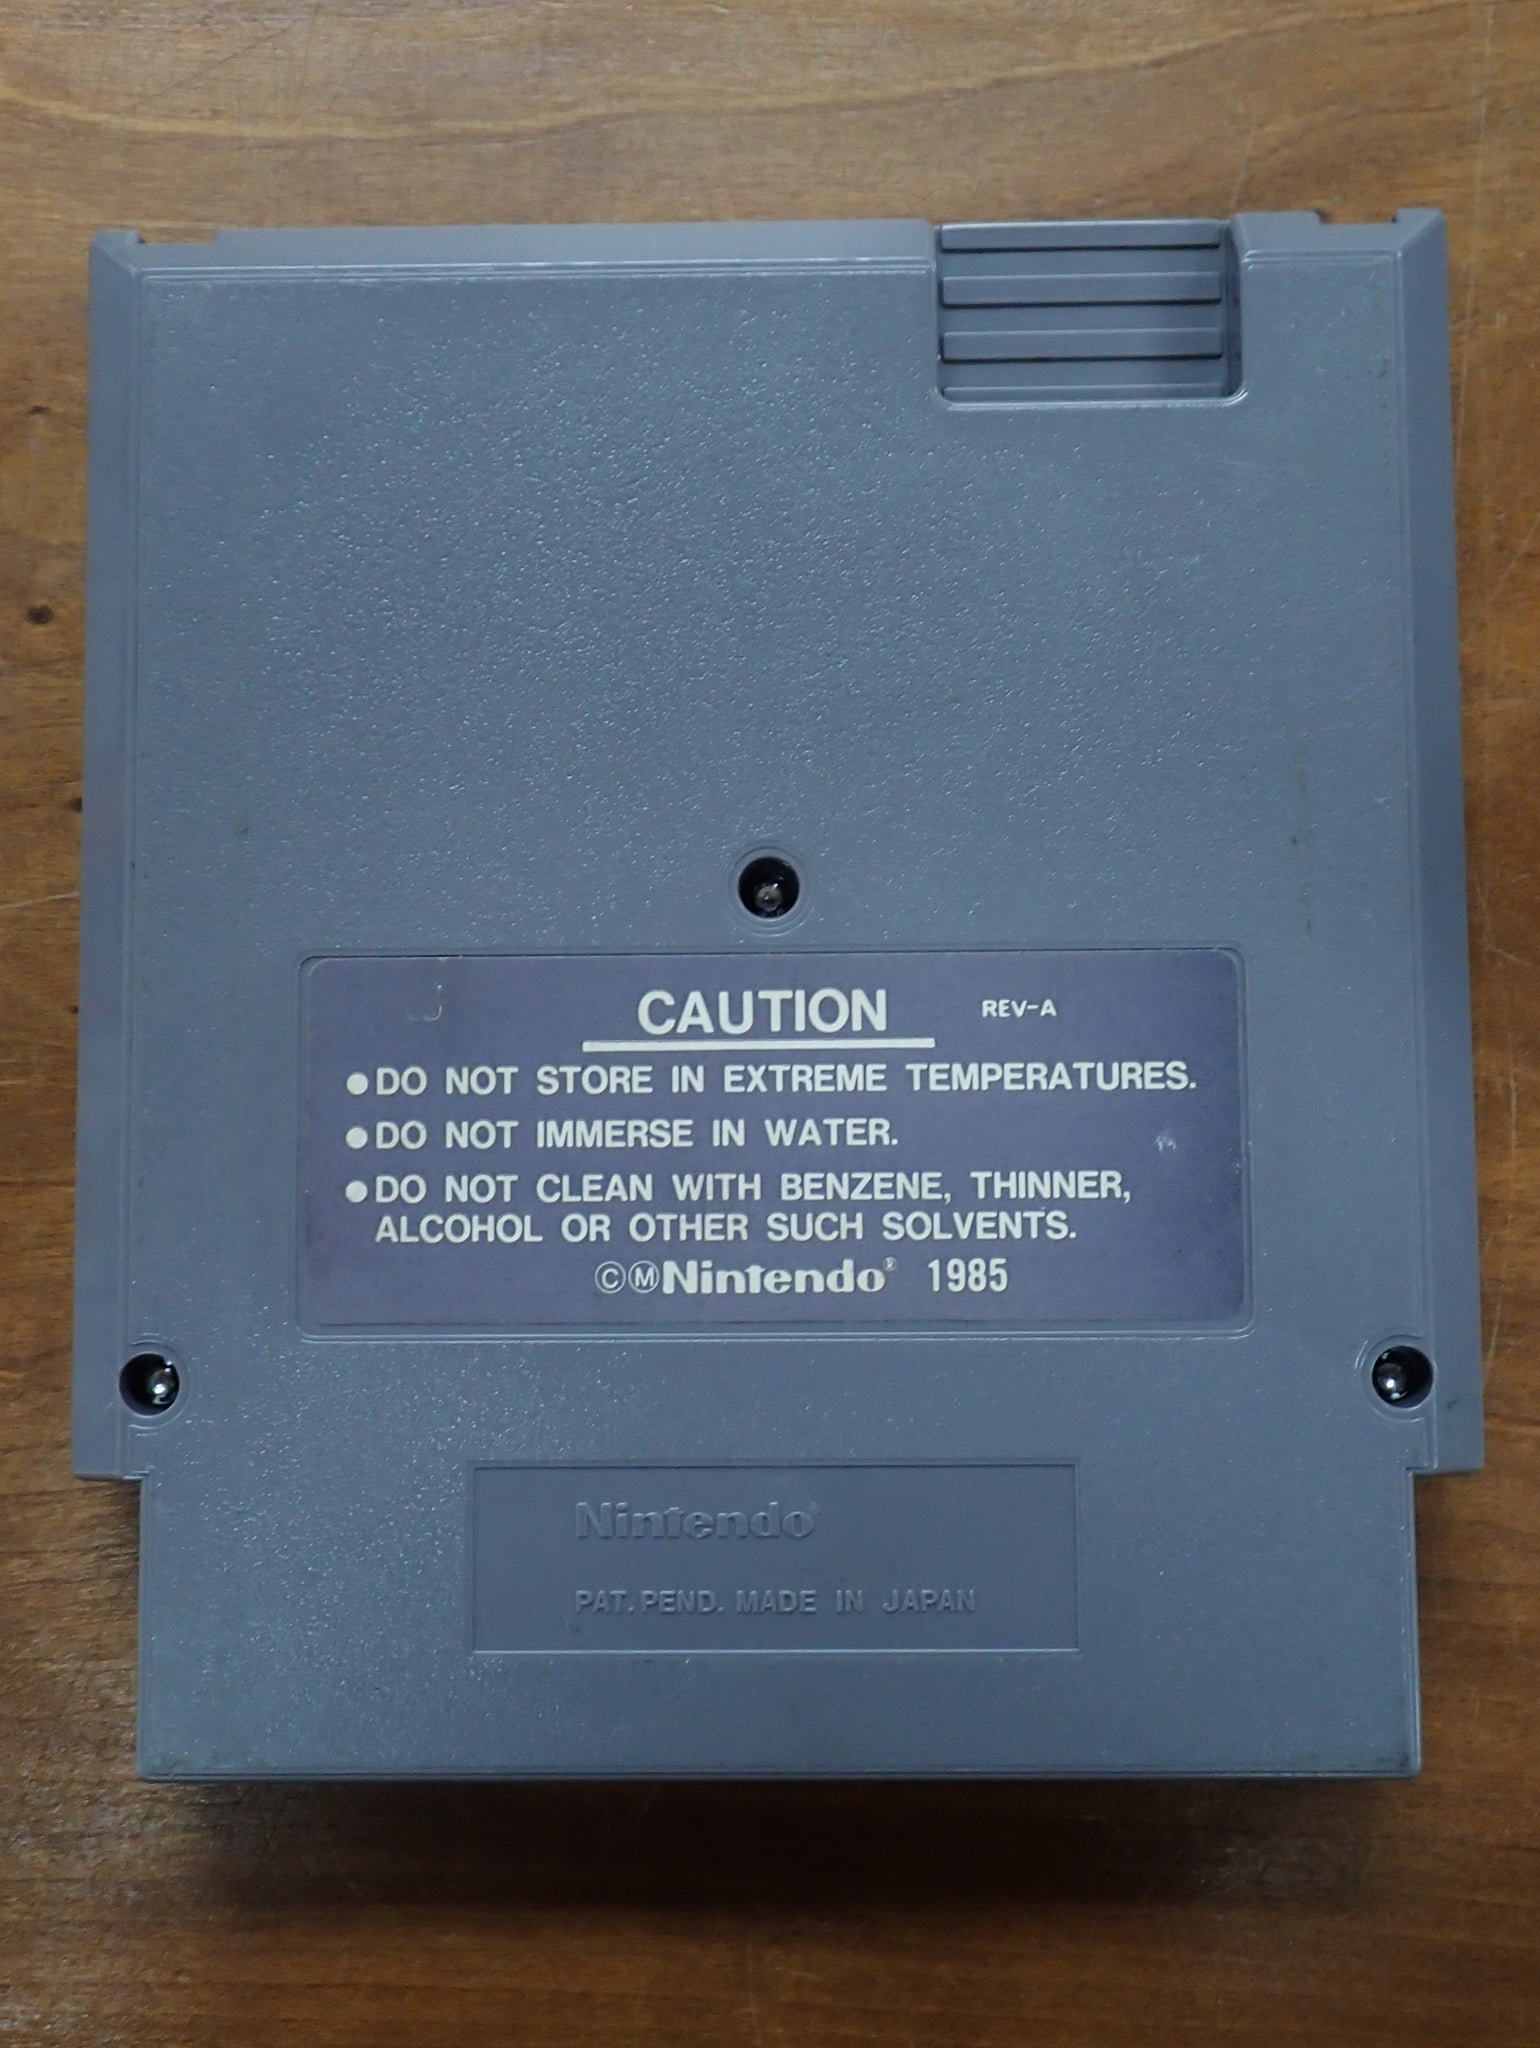 CAUTION REV-A
●DO NOT STORE IN EXTREME TEMPERATURES.
●DO NOT IMMERSE IN WATER.
●DO NOT CLEAN WITH BENZENE, THINNER,
ALCOHOL OR OTHER SUCH SOLVENTS.
©ⓂNintendo® 1985
Nintendo®
PAT. PEND. MADE IN JAPAN